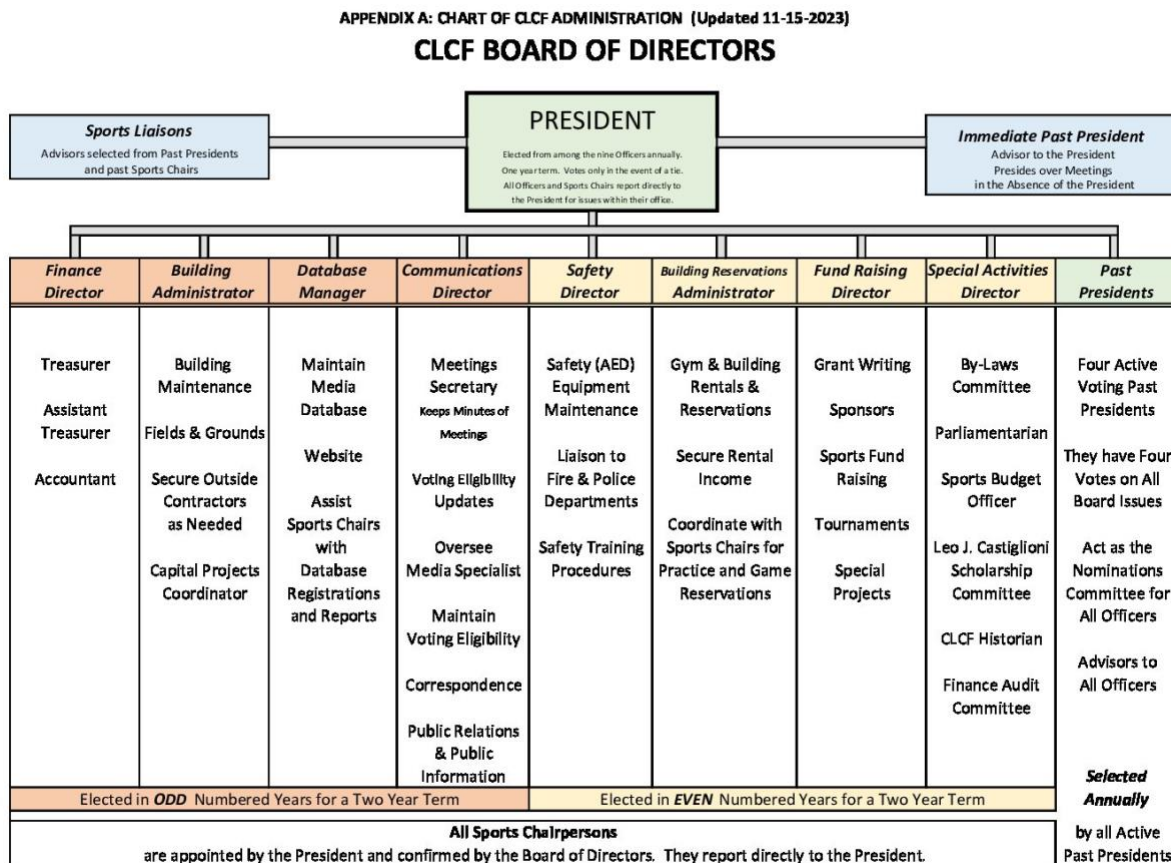 APPENDIX A: CHART OF CLCF ADMINISTRATION (Updated 11-15-2023)
CLCF BOARD OF DIRECTORS
Sports Liaisons
Advisors selected from Past Presidents
and past Sports Chairs
PRESIDENT
Elected from among the nine Officers annually.
One year term. Votes only in the event of a tie.
All Officers and Sports Chairs report directly to
the President for issues within their office.
Immediate Past President
Advisor to the President
Presides over Meetings
in the Absence of the President
Finance
Director
Treasurer
Assistant
Treasurer
Accountant
Building
Administrator
Building
Maintenance
Fields & Grounds
Secure Outside
Contractors
as Needed
Capital Projects
Coordinator
Database
Manager
Maintain
Media
Database
Website
Assist
Sports Chairs
with
Database
Registrations
and Reports
Communications
Director
Meetings
Secretary
Keeps Minutes of
Meetings
Voting Eligibility
Updates
Oversee
Media Specialist
Maintain
Voting Eligibility
Correspondence
Public Relations
& Public
Information
Safety
Director
Safety (AED)
Equipment
Maintenance
Liaison to
Fire & Police
Departments
Safety Training
Procedures
Building Reservations
Administrator
Gym & Building
Rentals &
Reservations
Secure Rental
Income
Coordinate with
Sports Chairs for
Practice and Game
Reservations
Fund Raising
Director
Grant Writing
Sponsors
Sports Fund
Raising
Tournaments
Special
Projects
Special Activities
Director
By-Laws
Committee
Parliamentarian
Sports Budget
Officer
Leo J. Castiglioni
Scholarship
Committee
CLCF Historian
Finance Audit
Committee
Past
Presidents
Four Active
Voting Past
Presidents
They have Four
Votes on All
Board Issues
Act as the
Nominations
Committee for
All Officers
Advisors to
All Officers
Selected
Annually
by all Active
Past Presidents
Elected in ODD Numbered Years for a Two Year Term
Elected in EVEN Numbered Years for a Two Year Term
All Sports Chairpersons
are appointed by the President and confirmed by the Board of Directors. They report directly to the President.